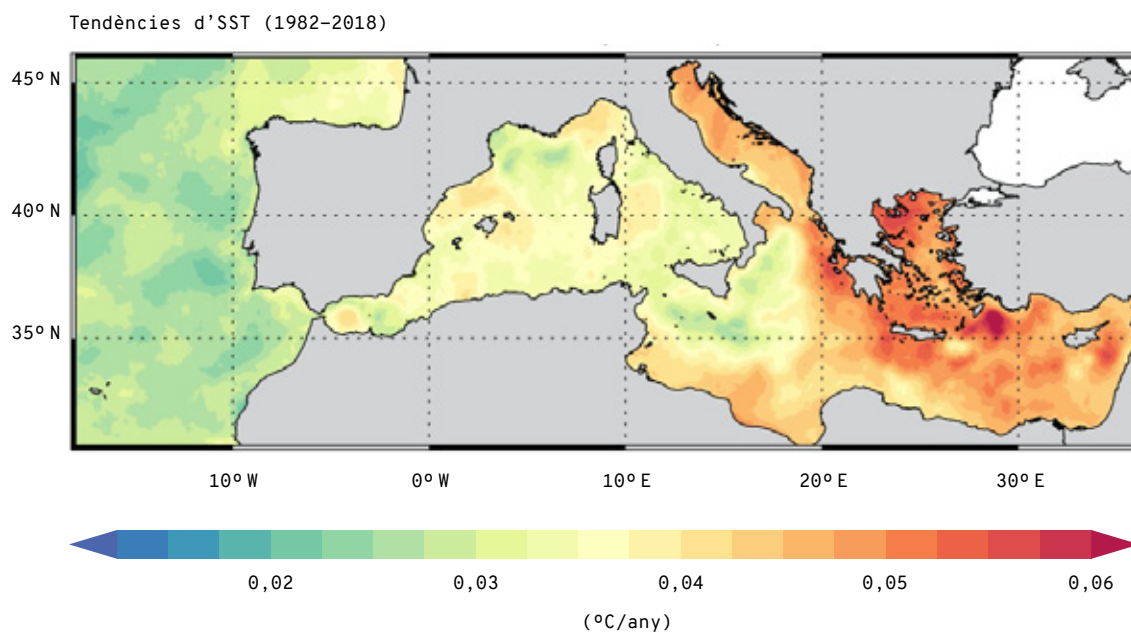 Tendències d’SST (1982–2018)
45º N
40º N
35º N
10º W
0º W
10º E
20º E
30º E
0,02
0,03
0,04
0,05
0,06
(ºC/any)